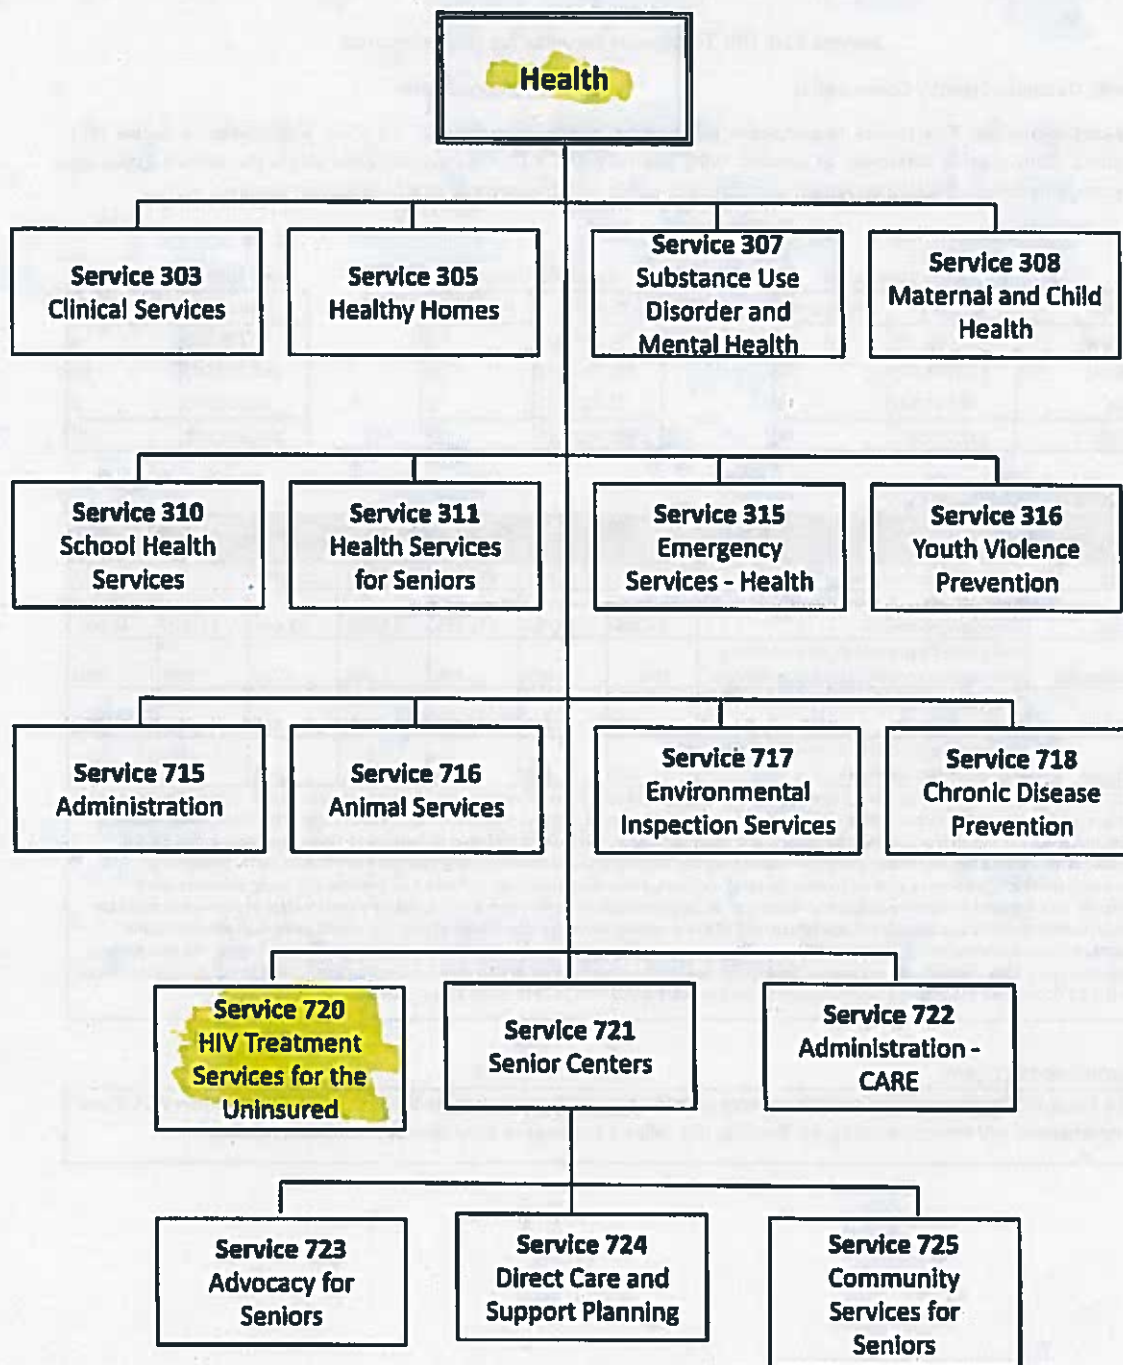 Health
Service 303
Clinical Services
Service 305
Healthy Homes
Service 307
Substance Use
Disorder and
Mental Health
Service 308
Maternal and Child
Health
Service 310
School Health
Services
Service 311
Health Services
for Seniors
Service 315
Emergency
Services - Health
Service 316
Youth Violence
Prevention
Service 715
Administration
Service 716
Animal Services
Service 717
Environmental
Inspection Services
Service 718
Chronic Disease
Prevention
Service 720
HIV Treatment
Services for the
Uninsured
Service 721
Senior Centers
Service 722
Administration -
CARE
Service 723
Advocacy for
Seniors
Service 724
Direct Care and
Support Planning
Service 725
Community
Services for
Seniors